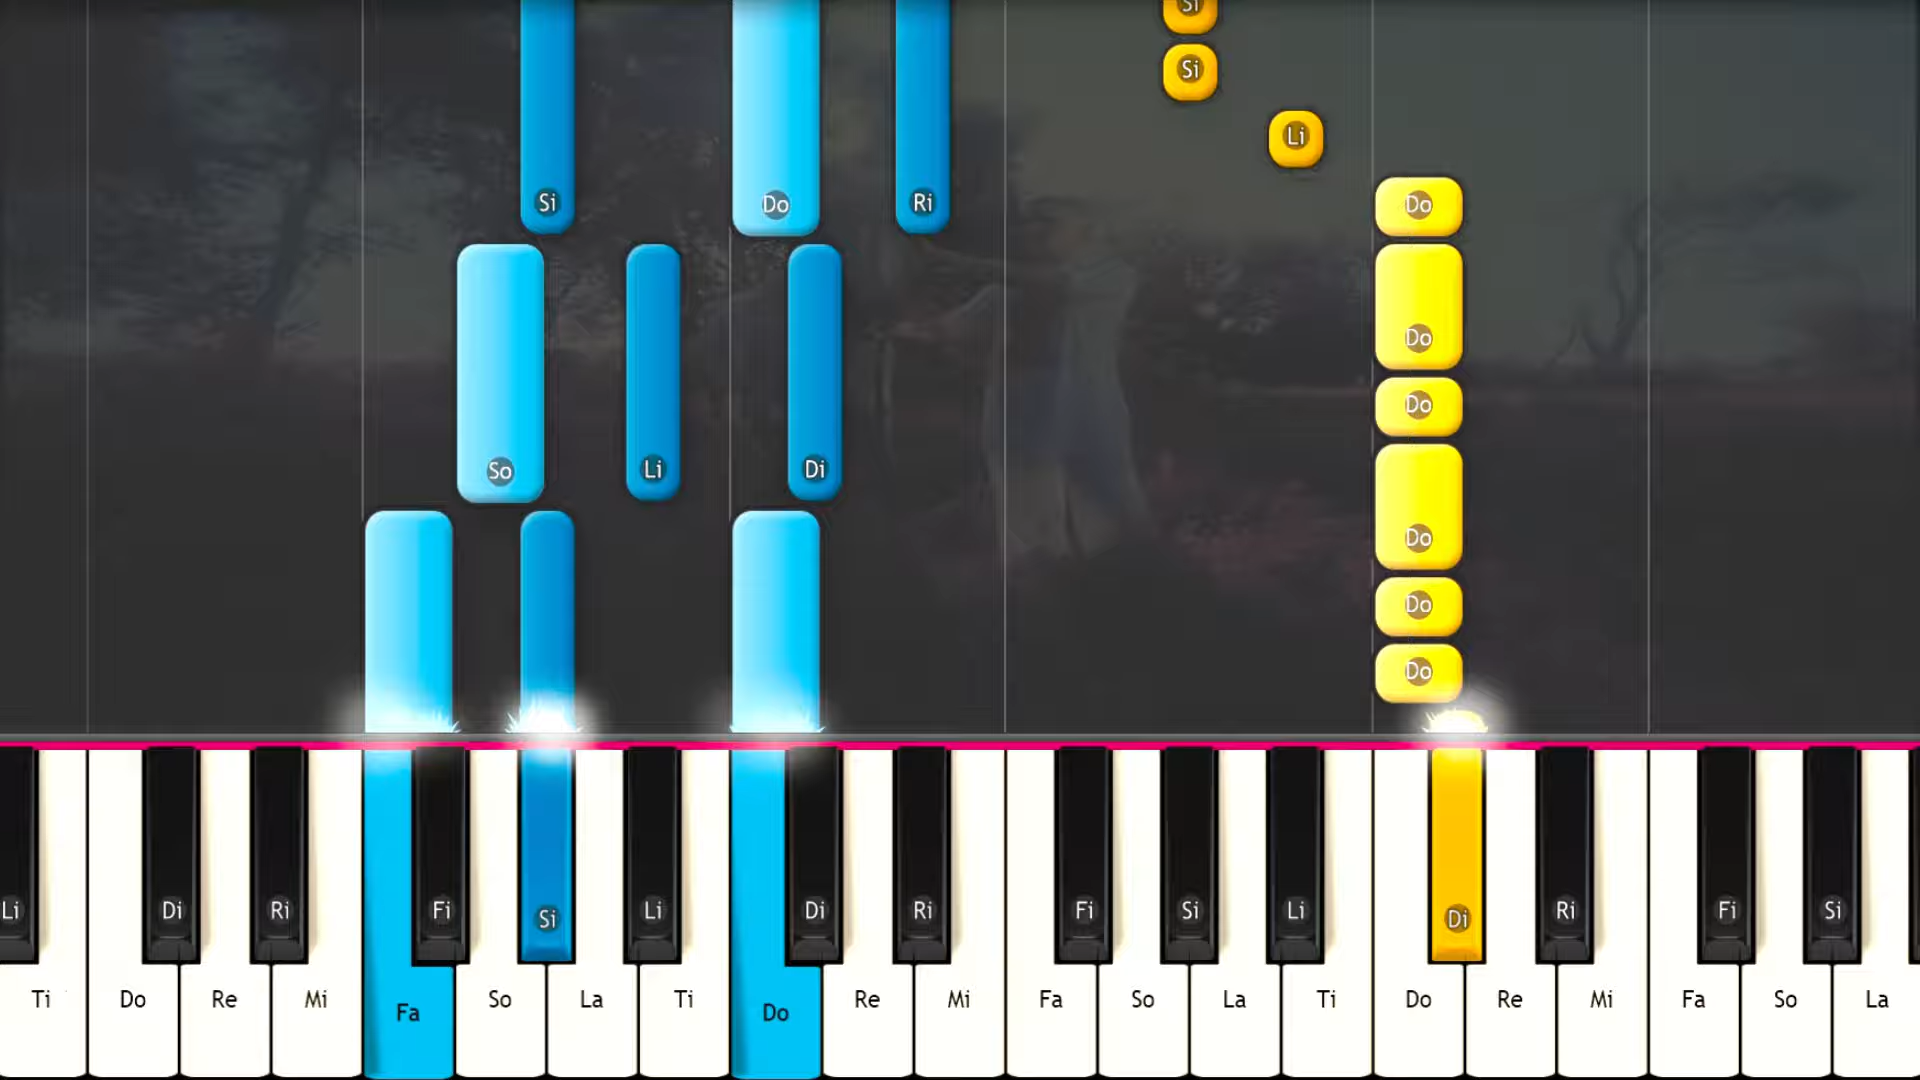 Si
Si
Li
Si Do Ri Do
Do
Do
So Li Di
Do
Do
Do
Li Di Ri Fi Si Li Di Ri Fi Si Li Di Ri Fi Si
Ti Do Re Mi Fa So La Ti Do Re Mi Fa So La Ti Do Re Mi Fa So La